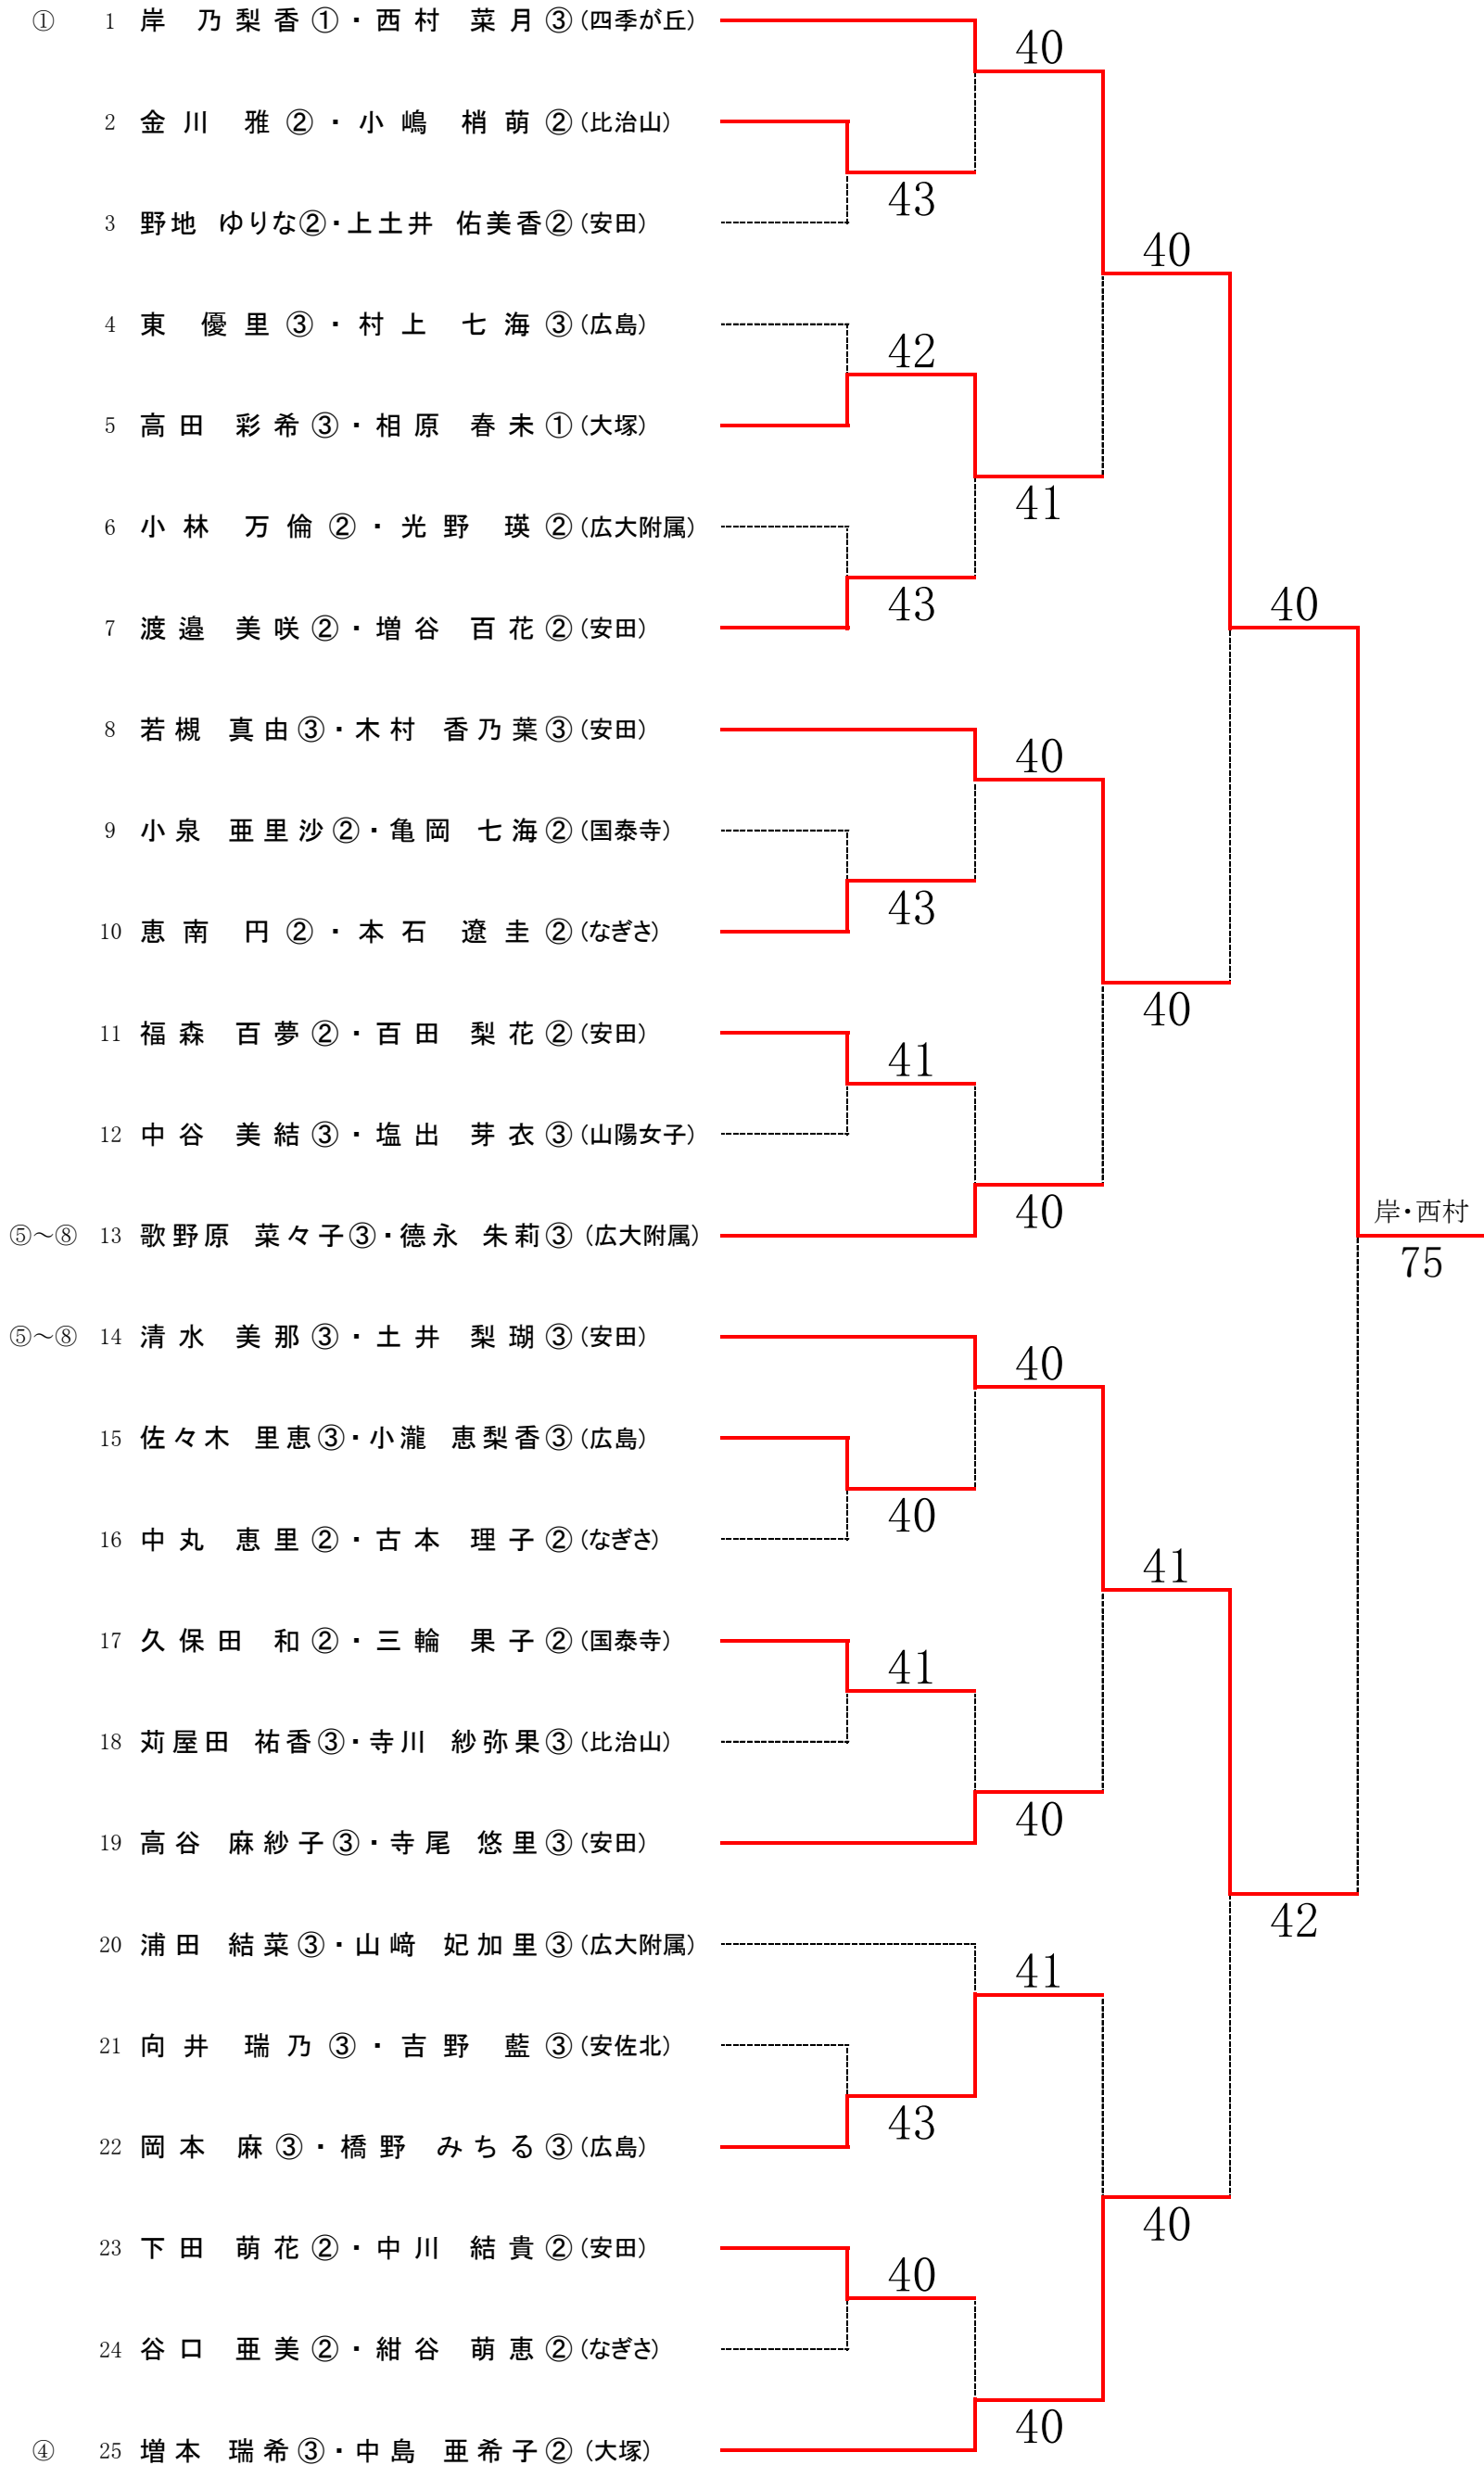 ① 1 岸 乃梨香①・西村 菜月③(四季が丘)
40
2 金川 雅②・小嶋 梢萌②(比治山)
43
3 野地 ゆりな②・上土井 佑美香②(安田)
40
4 東 優里③・村上 七海③(広島)
42
5 高田 彩希③・相原 春未①(大塚)
41
6 小林 万倫②・光野 瑛②(広大附属)
43
7 渡邉 美咲②・増谷 百花②(安田)
40
8 若槻 真由③・木村 香乃葉③(安田)
40
9 小泉 亜里沙②・亀岡 七海②(国泰寺)
43
10 恵南 円②・本石 遼圭②(なぎさ)
40
11 福森 百夢②・百田 梨花②(安田)
41
12 中谷 美結③・塩出 芽衣③(山陽女子)
40
岸・西村
⑤～⑧ 13 歌野原 菜々子③・德永 朱莉③(広大附属)
75
⑤～⑧ 14 清水 美那③・土井 梨瑚③(安田)
40
15 佐々木 里恵③・小瀧 恵梨香③(広島)
40
16 中丸 恵里②・古本 理子②(なぎさ)
41
17 久保田 和②・三輪 果子②(国泰寺)
41
18 苅屋田 祐香③・寺川 紗弥果③(比治山)
40
19 高谷 麻紗子③・寺尾 悠里③(安田)
42
20 浦田 結菜③・山﨑 妃加里③(広大附属)
41
21 向井 瑞乃③・吉野 藍③(安佐北)
43
22 岡本 麻③・橋野 みちる③(広島)
40
23 下田 萌花②・中川 結貴②(安田)
40
24 谷口 亜美②・紺谷 萌恵②(なぎさ)
40
④ 25 増本 瑞希③・中島 亜希子②(大塚)